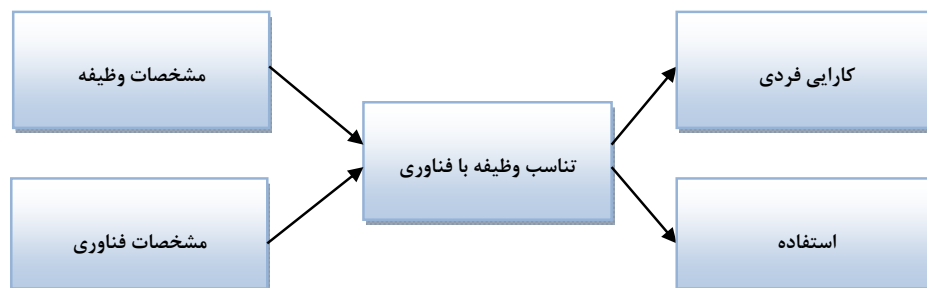 مشخصات وظیفه
کارایی فردی
تناسب وظیفه با فناوری
مشخصات فناوری
استفاده